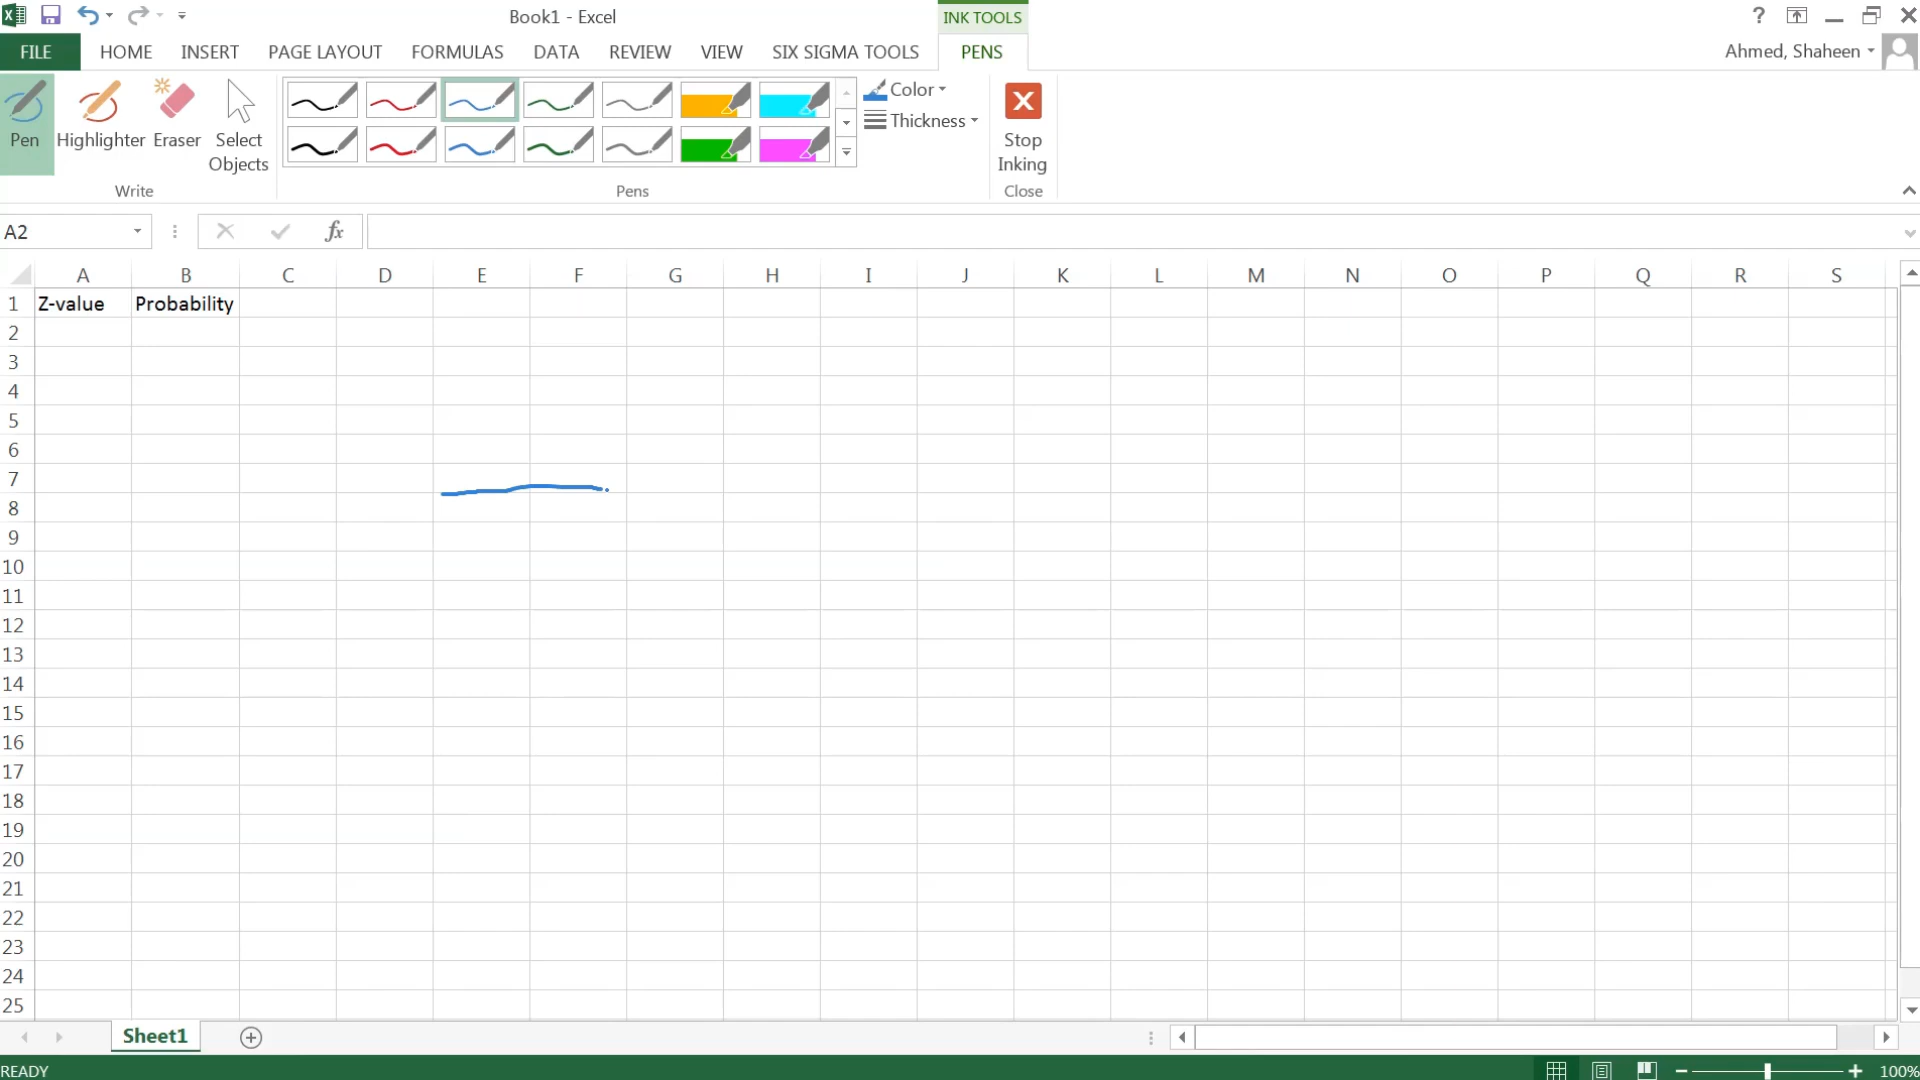 Book1 - Excel
INK TOOLS
?
FILE HOME INSERT PAGE LAYOUT FORMULAS DATA REVIEW VIEW SIX SIGMA TOOLS PENS
Ahmed, Shaheen
Pen Highlighter Eraser Select Objects
Color
Thickness
Stop Inking
Write Pens Close
A2 fx
A B C D E F G H I J K L M N O P Q R S
1 Z-value Probability
2
3
4
5
6
7
8
9
10
11
12
13
14
15
16
17
18
19
20
21
22
23
24
25
Sheet1
READY 100%